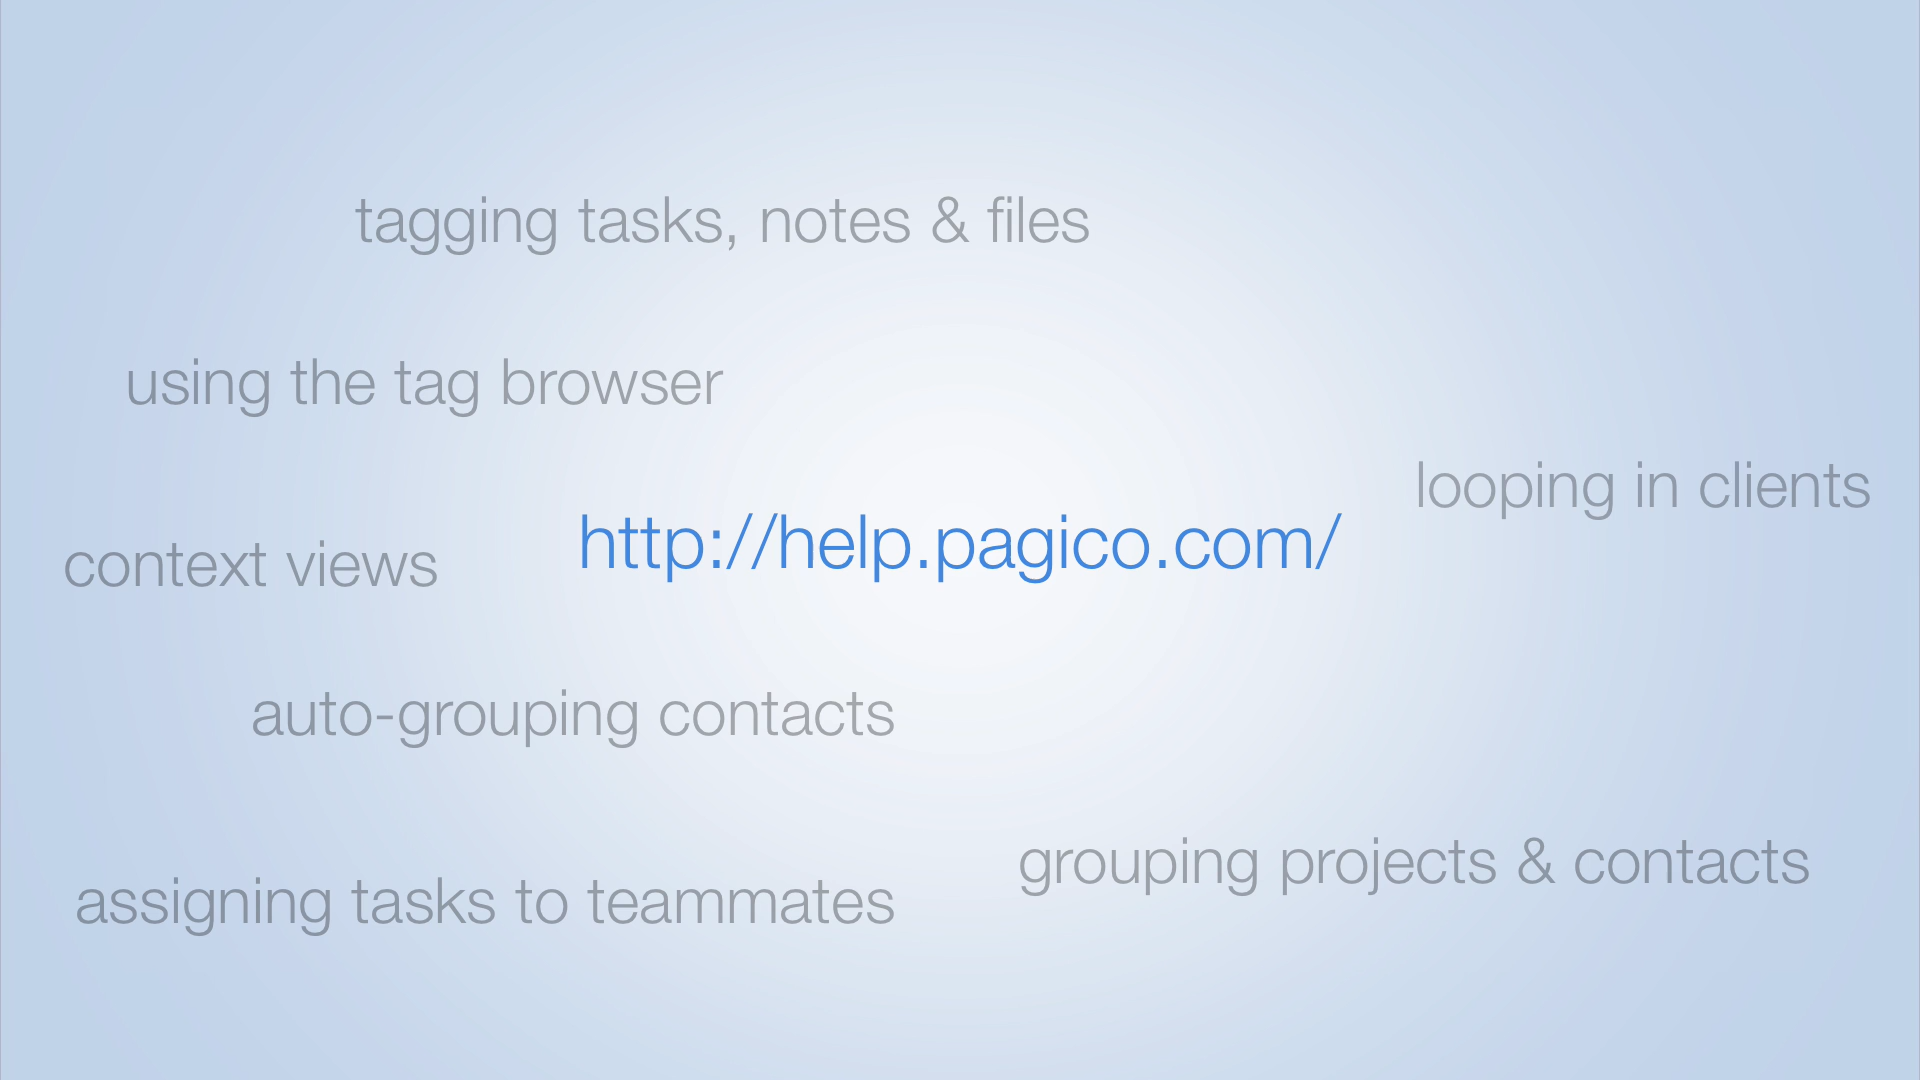 tagging tasks, notes & files
using the tag browser
looping in clients
http://help.pagico.com/
context views
auto-grouping contacts
grouping projects & contacts
assigning tasks to teammates